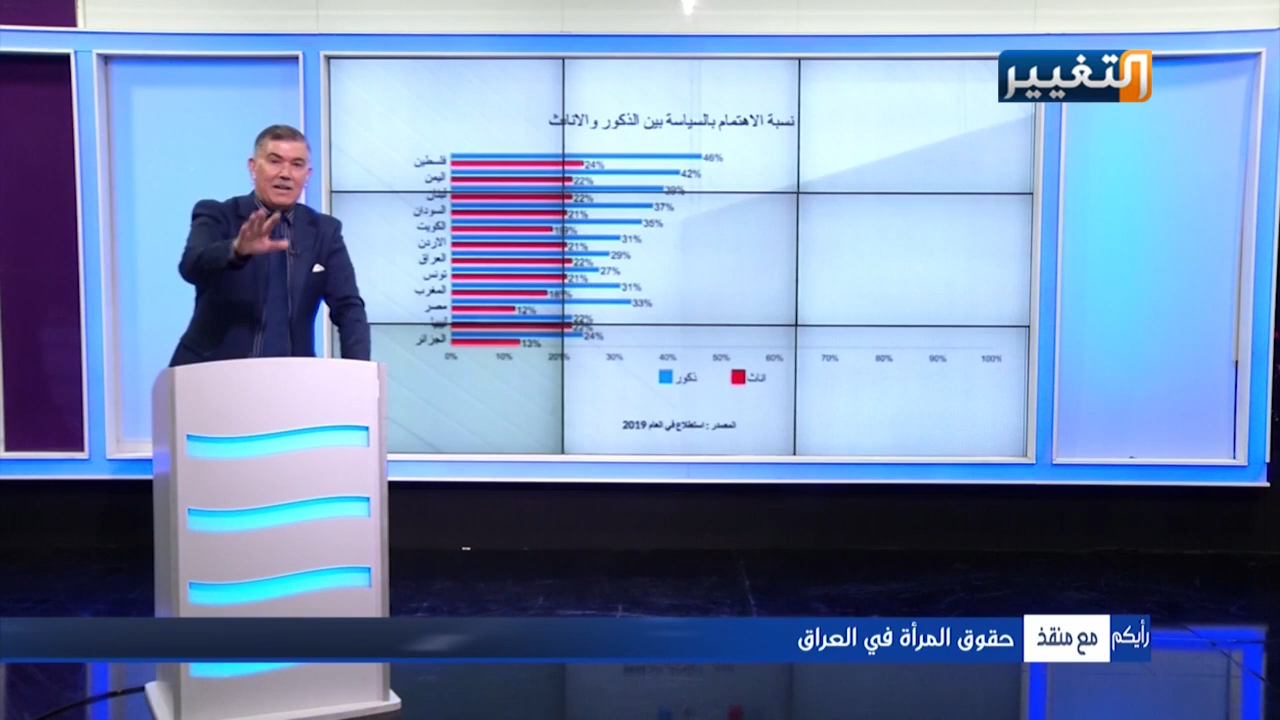 التغيير
نسبة الاهتمام بالسياسة بين الذكور والاناث
فلسطين 46% 24%
اليمن 42% 22%
لبنان 39% 22%
السودان 37% 21%
الكويت 35% 19%
الاردن 31% 21%
العراق 29% 22%
تونس 27% 21%
المغرب 31% 18%
مصر 33% 12%
ليبيا 22% 22%
الجزائر 24% 13%
0% 10% 20% 30% 40% 50% 60% 70% 80% 90% 100%
ذكور اناث
المصدر : استطلاع في العام 2019
رأيكم مع منقذ حقوق المرأة في العراق